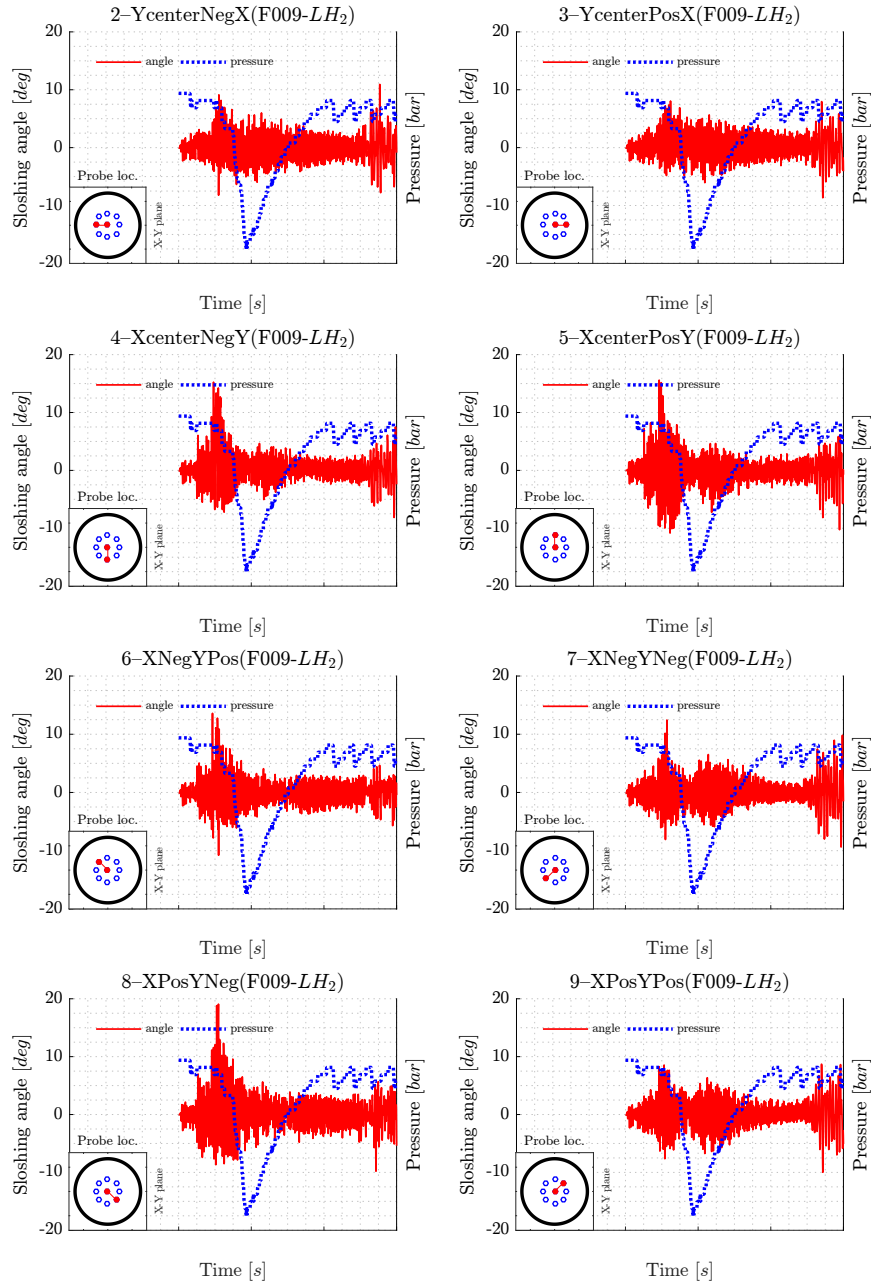 2–YcenterNegX(F009-LH₂)
Sloshing angle [deg]
20
10
0
-10
-20
angle
pressure
Probe loc.
X-Y plane
Pressure [bar]
Time [s]
3–YcenterPosX(F009-LH₂)
Sloshing angle [deg]
20
10
0
-10
-20
angle
pressure
Probe loc.
X-Y plane
Pressure [bar]
Time [s]
4–XcenterNegY(F009-LH₂)
Sloshing angle [deg]
20
10
0
-10
-20
angle
pressure
Probe loc.
X-Y plane
Pressure [bar]
Time [s]
5–XcenterPosY(F009-LH₂)
Sloshing angle [deg]
20
10
0
-10
-20
angle
pressure
Probe loc.
X-Y plane
Pressure [bar]
Time [s]
6–XNegYPos(F009-LH₂)
Sloshing angle [deg]
20
10
0
-10
-20
angle
pressure
Probe loc.
X-Y plane
Pressure [bar]
Time [s]
7–XNegYNeg(F009-LH₂)
Sloshing angle [deg]
20
10
0
-10
-20
angle
pressure
Probe loc.
X-Y plane
Pressure [bar]
Time [s]
8–XPosYNeg(F009-LH₂)
Sloshing angle [deg]
20
10
0
-10
-20
angle
pressure
Probe loc.
X-Y plane
Pressure [bar]
Time [s]
9–XPosYPos(F009-LH₂)
Sloshing angle [deg]
20
10
0
-10
-20
angle
pressure
Probe loc.
X-Y plane
Pressure [bar]
Time [s]